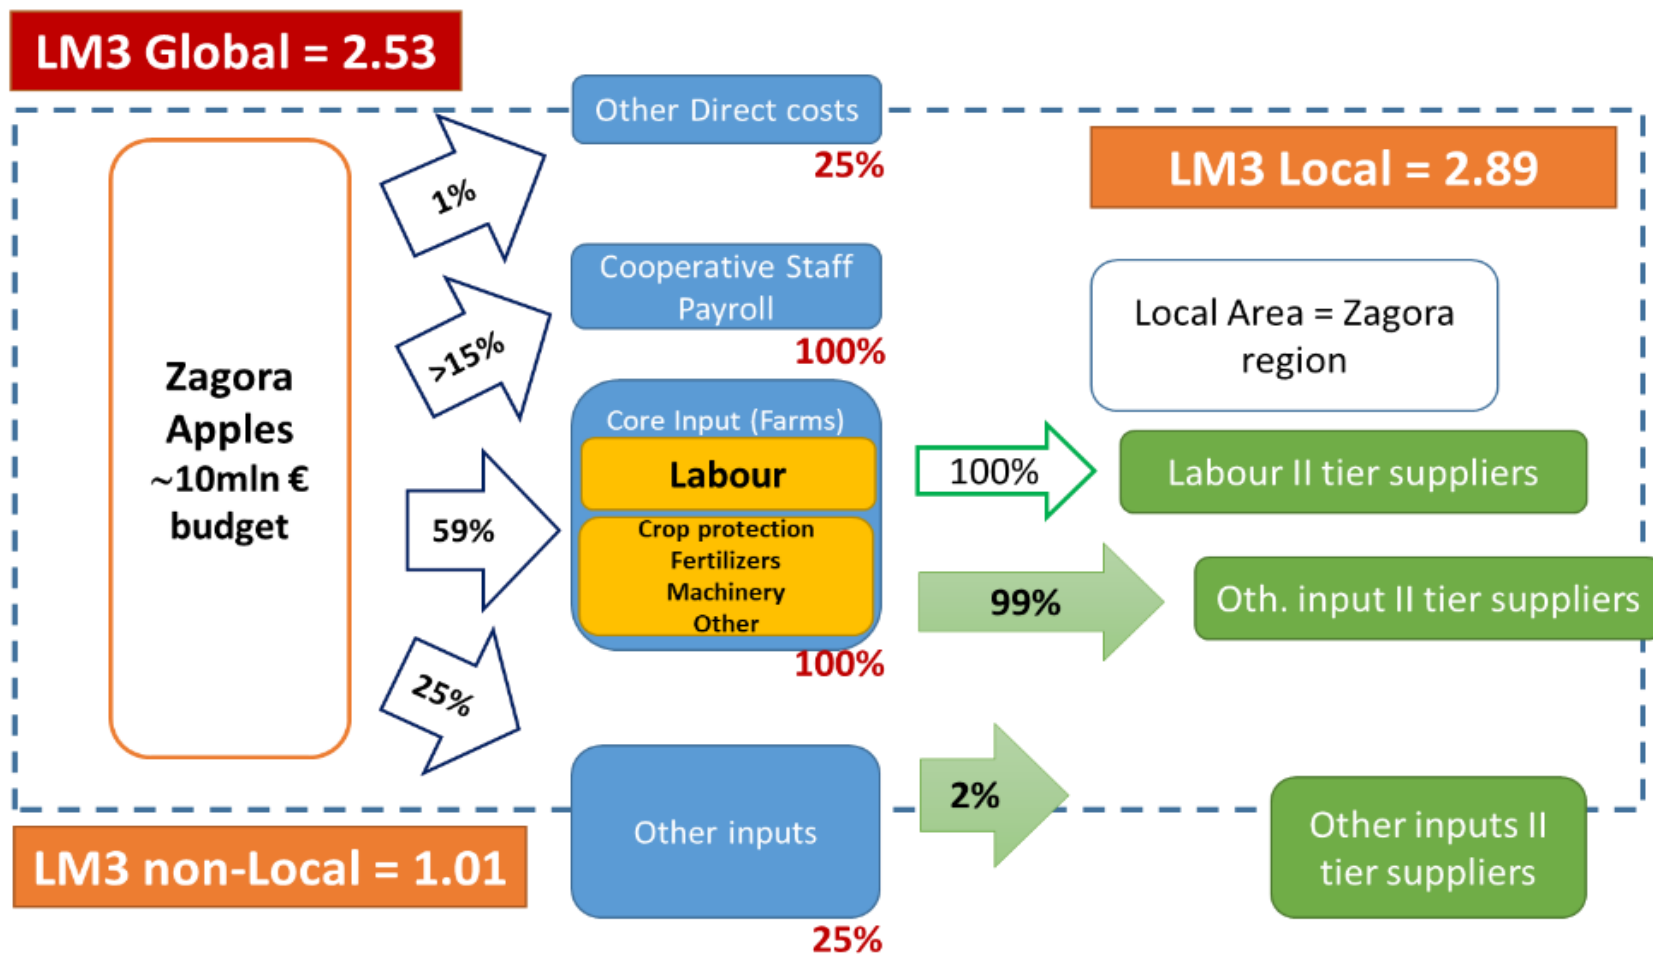 LM3 Global = 2.53
Other Direct costs
25%
LM3 Local = 2.89
1%
Cooperative Staff
Payroll
100%
>15%
Local Area = Zagora
region
Zagora
Apples
~10mln €
budget
59%
Core Input (Farms)
Labour
Crop protection
Fertilizers
Machinery
Other
100%
100%
Labour II tier suppliers
99%
Oth. input II tier suppliers
25%
Other inputs
25%
2%
Other inputs II
tier suppliers
LM3 non-Local = 1.01